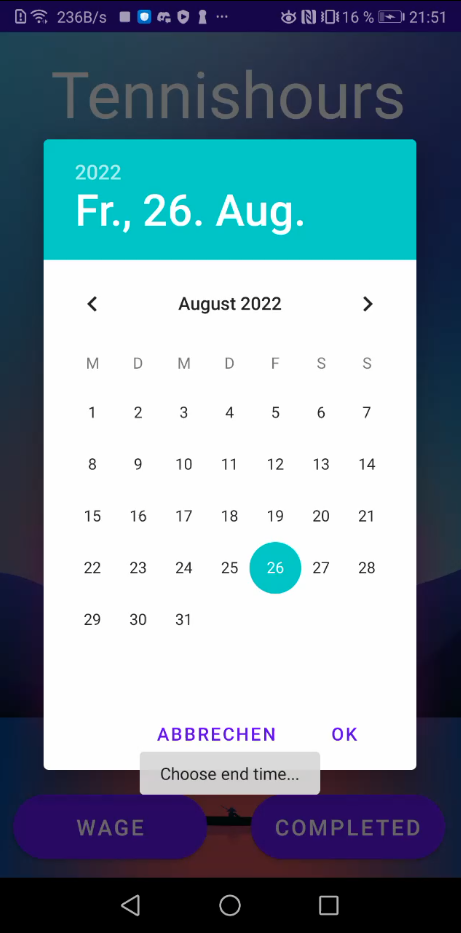 236B/s ... 16 % 21:51
Tennishours
2022
Fr., 26. Aug.
August 2022
M D M D F S S
1 2 3 4 5 6 7
8 9 10 11 12 13 14
15 16 17 18 19 20 21
22 23 24 25 26 27 28
29 30 31
ABBRECHEN OK
Choose end time...
WAGE COMPLETED